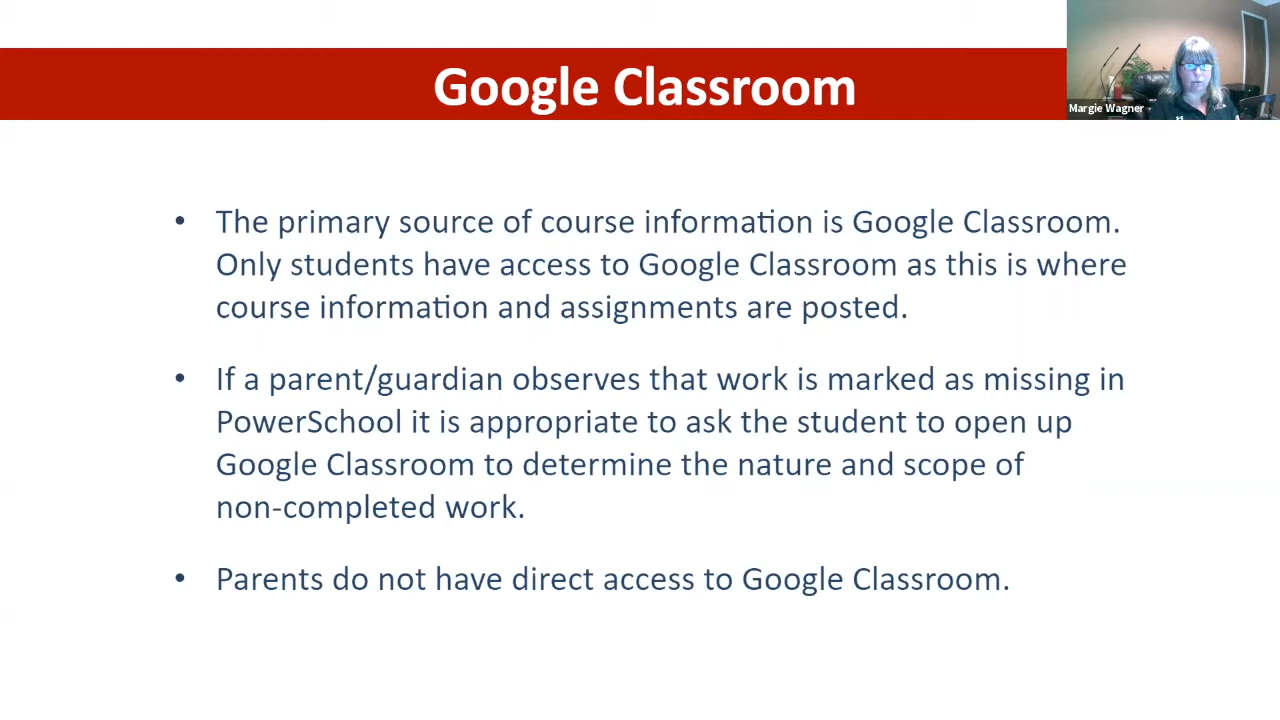 Google Classroom
Margie Wagner
• The primary source of course information is Google Classroom.
Only students have access to Google Classroom as this is where
course information and assignments are posted.
• If a parent/guardian observes that work is marked as missing in
PowerSchool it is appropriate to ask the student to open up
Google Classroom to determine the nature and scope of
non-completed work.
• Parents do not have direct access to Google Classroom.